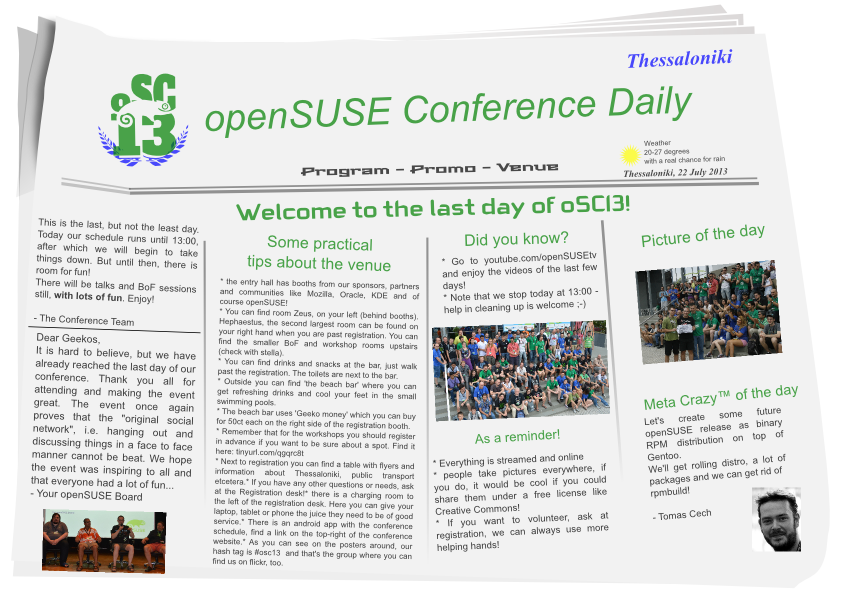 Thessaloniki
oSC
13
openSUSE Conference Daily
Weather
20-27 degrees
with a real chance for rain
Program - Promo - Venue
Thessaloniki, 22 July 2013
Welcome to the last day of oSC13!
This is the last, but not the least day.
Today our schedule runs until 13:00,
after which we will begin to take
things down. But until then, there is
room for fun!
There will be talks and BoF sessions
still, with lots of fun. Enjoy!
- The Conference Team
Dear Geekos,
It is hard to believe, but we have
already reached the last day of our
conference. Thank you all for
attending and making the event
great. The event once again
proves that the "original social
network", i.e. hanging out and
discussing things in a face to face
manner cannot be beat. We hope
the event was inspiring to all and
that everyone had a lot of fun...
- Your openSUSE Board
Some practical
tips about the venue
* the entry hall has booths from our sponsors, partners
and communities like Mozilla, Oracle, KDE and of
course openSUSE!
* You can find room Zeus, on your left (behind booths).
Hephaestus, the second largest room can be found on
your right hand when you are past registration. You can
find the smaller BoF and workshop rooms upstairs
(check with stella).
* You can find drinks and snacks at the bar, just walk
past the registration. The toilets are next to the bar.
* Outside you can find 'the beach bar' where you can
get refreshing drinks and cool your feet in the small
swimming pools.
* The beach bar uses 'Geeko money' which you can buy
for 50ct each on the right side of the registration booth.
* Remember that for the workshops you should register
in advance if you want to be sure about a spot. Find it
here: tinyurl.com/qgqrc8t
* Next to registration you can find a table with flyers and
information about Thessaloniki, public transport
etcetera.* If you have any other questions or needs, ask
at the Registration desk!* there is a charging room to
the left of the registration desk. Here you can give your
laptop, tablet or phone the juice they need to be of good
service.* There is an android app with the conference
schedule, find a link on the top-right of the conference
website.* As you can see on the posters around, our
hash tag is #osc13 and that's the group where you can
find us on flickr, too.
Did you know?
* Go to youtube.com/openSUSEtv
and enjoy the videos of the last few
days!
* Note that we stop today at 13:00 -
help in cleaning up is welcome ;-)
As a reminder!
* Everything is streamed and online
* people take pictures everywhere, if
you do, it would be cool if you could
share them under a free license like
Creative Commons!
* If you want to volunteer, ask at
registration, we can always use more
helping hands!
Picture of the day
Meta Crazy™ of the day
Let's create some future
openSUSE release as binary
RPM distribution on top of
Gentoo.
We'll get rolling distro, a lot of
packages and we can get rid of
rpmbuild!
- Tomas Cech